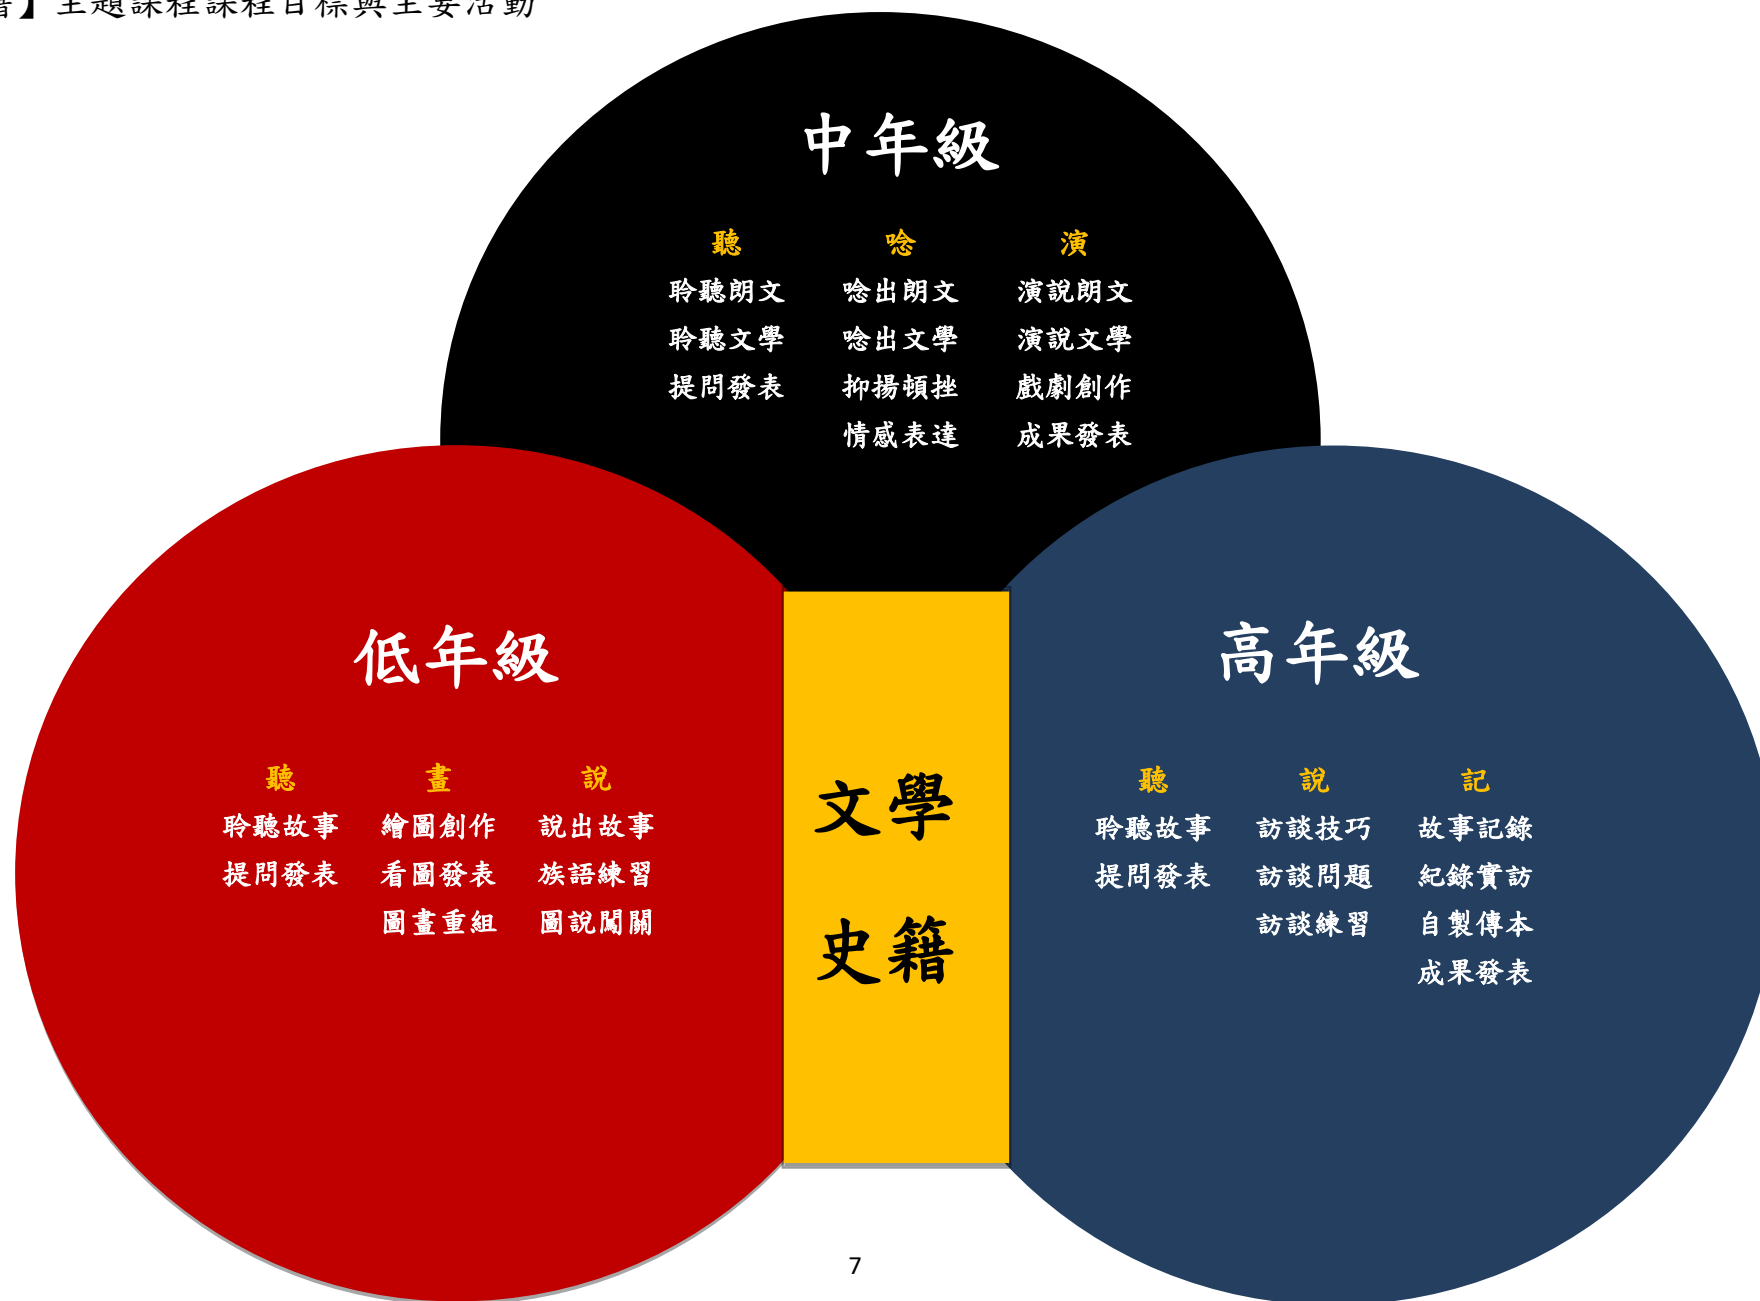 】主題課程課程目標與主要活動
中年級
聽 唸 演
聆聽朗文 唸出朗文 演說朗文
聆聽文學 唸出文學 演說文學
提問發表 抑揚頓挫 戲劇創作
情感表達 成果發表
低年級
聽 畫 說
聆聽故事 繪圖創作 說出故事
提問發表 看圖發表 族語練習
圖畫重組 圖說闖關
文學
史籍
高年級
聽 說 記
聆聽故事 訪談技巧 故事記錄
提問發表 訪談問題 紀錄實訪
訪談練習 自製傳本
成果發表
7